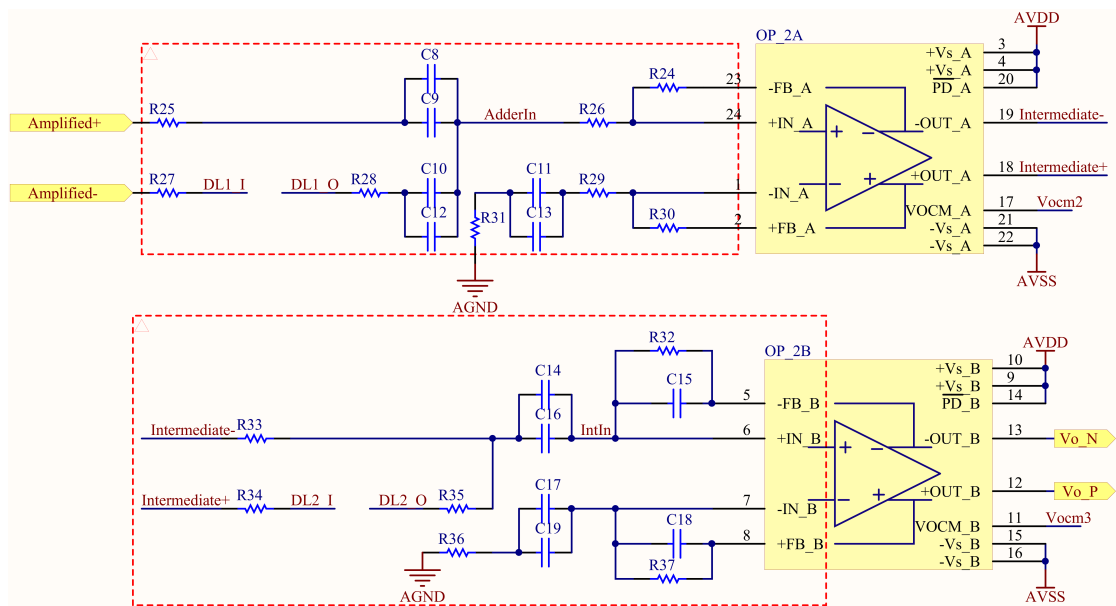 AVDD
OP_2A
C8
+Vs_A 3
+Vs_A 4
R24 23 -FB_A PD_A 20
C9
R25
Amplified+ AdderIn R26 24 +IN_A -OUT_A 19 Intermediate-
+OUT_A 18 Intermediate+
C10 C11
R27 DL1_I DL1_O R28 R29
Amplified- 1 -IN_A
VOCM_A 17 Vocm2
C12 C13
R31 R30 2 +FB_A -Vs_A 21
-Vs_A 22
AVSS
AGND
R32 OP_2B AVDD
+Vs_B 10
C14 C15 +Vs_B 9
5 -FB_B PD_B 14
C16
Intermediate- R33 IntIn 6 +IN_B -OUT_B 13 Vo_N
C17 +OUT_B 12 Vo_P
Intermediate+ R34 DL2_I DL2_O R35 7 -IN_B
C18 VOCM_B 11 Vocm3
C19
R36 8 +FB_B -Vs_B 15
-Vs_B 16
R37
AGND AVSS